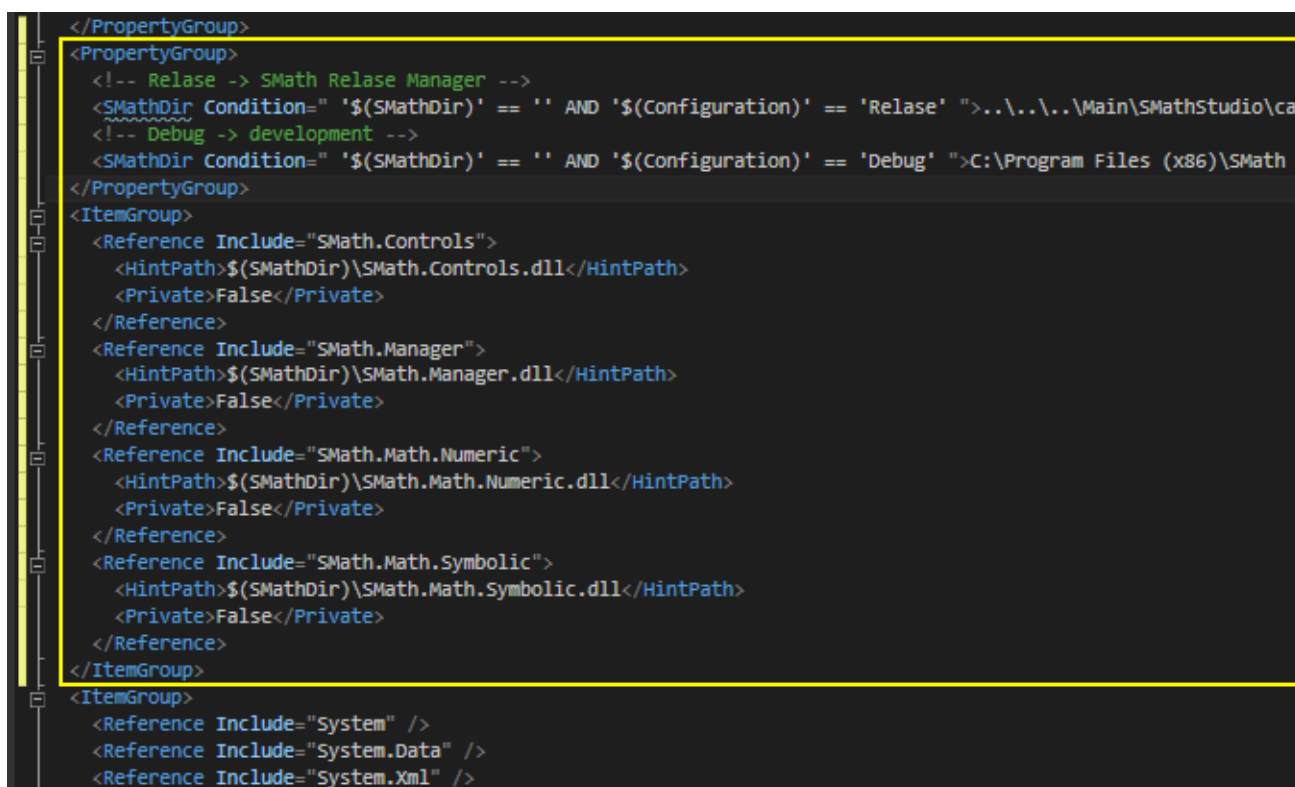 </PropertyGroup>
<PropertyGroup>
<!-- Relase -> SMath Relase Manager -->
<SMathDir Condition=" '$(SMathDir)' == '' AND '$(Configuration)' == 'Relase' ">..\..\..\Main\SMathStudio\ca
<!-- Debug -> development -->
<SMathDir Condition=" '$(SMathDir)' == '' AND '$(Configuration)' == 'Debug' ">C:\Program Files (x86)\SMath
</PropertyGroup>
<ItemGroup>
<Reference Include="SMath.Controls">
<HintPath>$(SMathDir)\SMath.Controls.dll</HintPath>
<Private>False</Private>
</Reference>
<Reference Include="SMath.Manager">
<HintPath>$(SMathDir)\SMath.Manager.dll</HintPath>
<Private>False</Private>
</Reference>
<Reference Include="SMath.Math.Numeric">
<HintPath>$(SMathDir)\SMath.Math.Numeric.dll</HintPath>
<Private>False</Private>
</Reference>
<Reference Include="SMath.Math.Symbolic">
<HintPath>$(SMathDir)\SMath.Math.Symbolic.dll</HintPath>
<Private>False</Private>
</Reference>
</ItemGroup>
<ItemGroup>
<Reference Include="System" />
<Reference Include="System.Data" />
<Reference Include="System.Xml" />